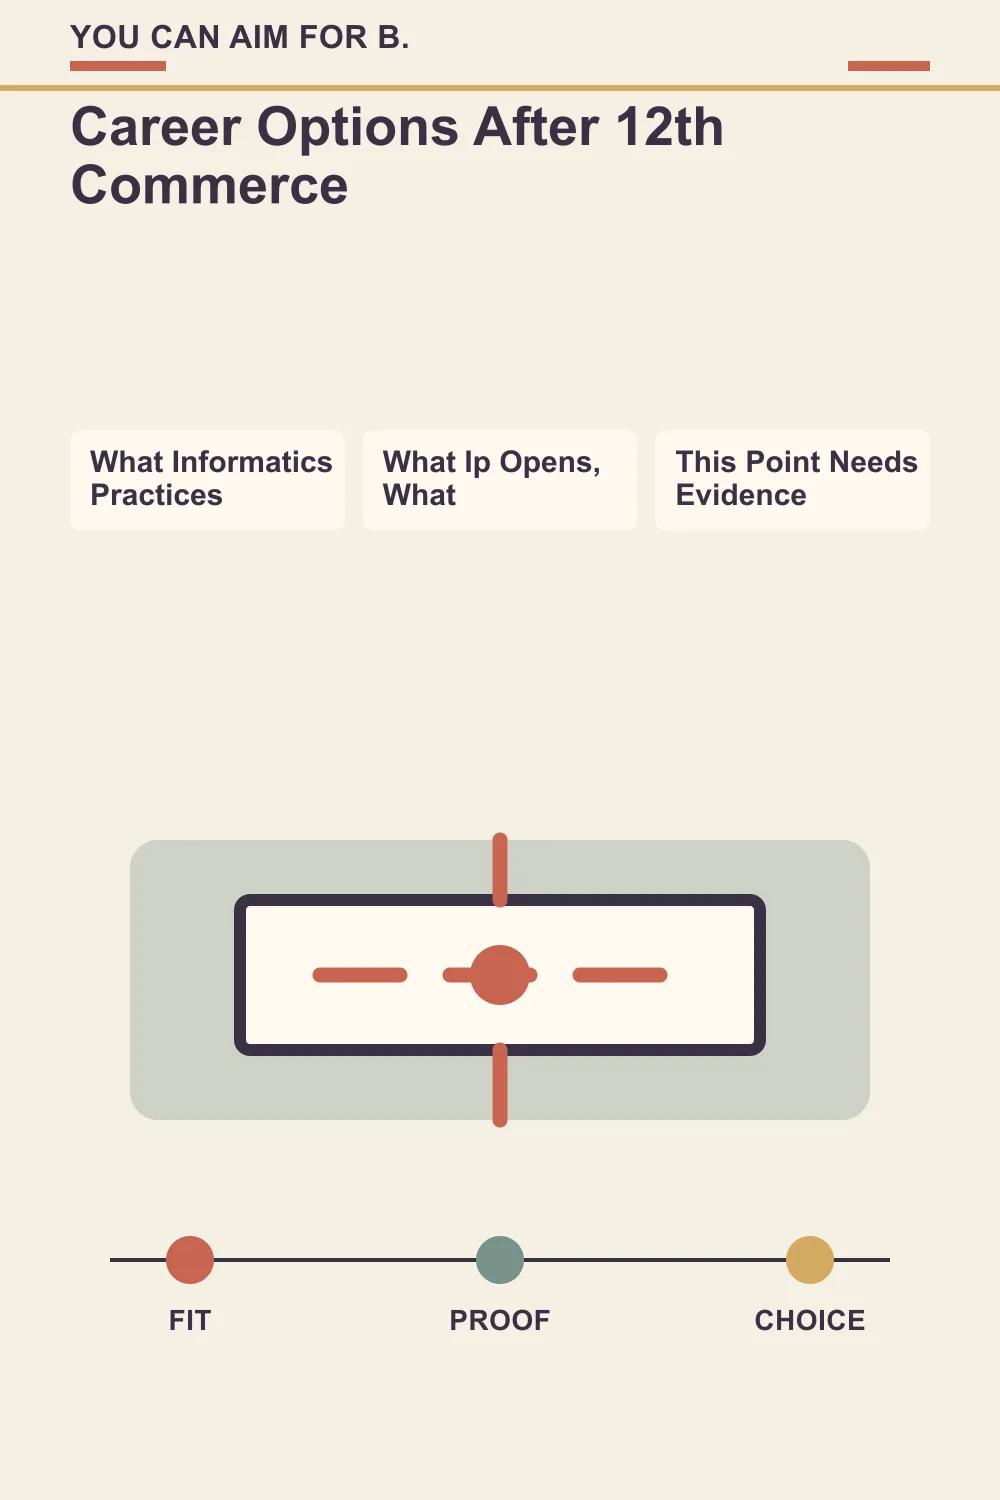 YOU CAN AIM FOR B.
Career Options After 12th
Commerce
What Informatics
Practices
What Ip Opens,
What
This Point Needs
Evidence
FIT
PROOF
CHOICE